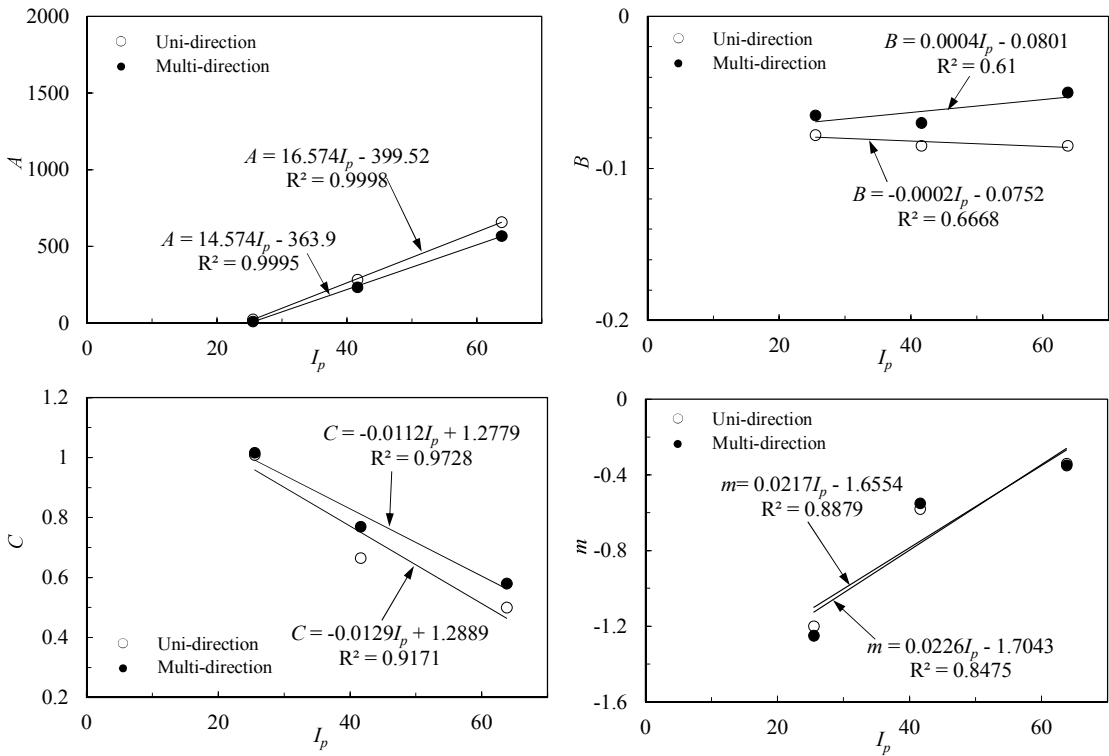 2000
1500
1000
500
0
A
Uni-direction
Multi-direction
A = 16.574Ip - 399.52
R² = 0.9998
A = 14.574Ip - 363.9
R² = 0.9995
0 20 40 60
Ip
0
-0.1
-0.2
B
Uni-direction
Multi-direction
B = 0.0004Ip - 0.0801
R² = 0.61
B = -0.0002Ip - 0.0752
R² = 0.6668
0 20 40 60
Ip
1.2
1
0.8
0.6
0.4
0.2
C
C = -0.0112Ip + 1.2779
R² = 0.9728
C = -0.0129Ip + 1.2889
R² = 0.9171
Uni-direction
Multi-direction
0 20 40 60
Ip
0
-0.4
-0.8
-1.2
-1.6
m
Uni-direction
Multi-direction
m= 0.0217Ip - 1.6554
R² = 0.8879
m = 0.0226Ip - 1.7043
R² = 0.8475
0 20 40 60
Ip